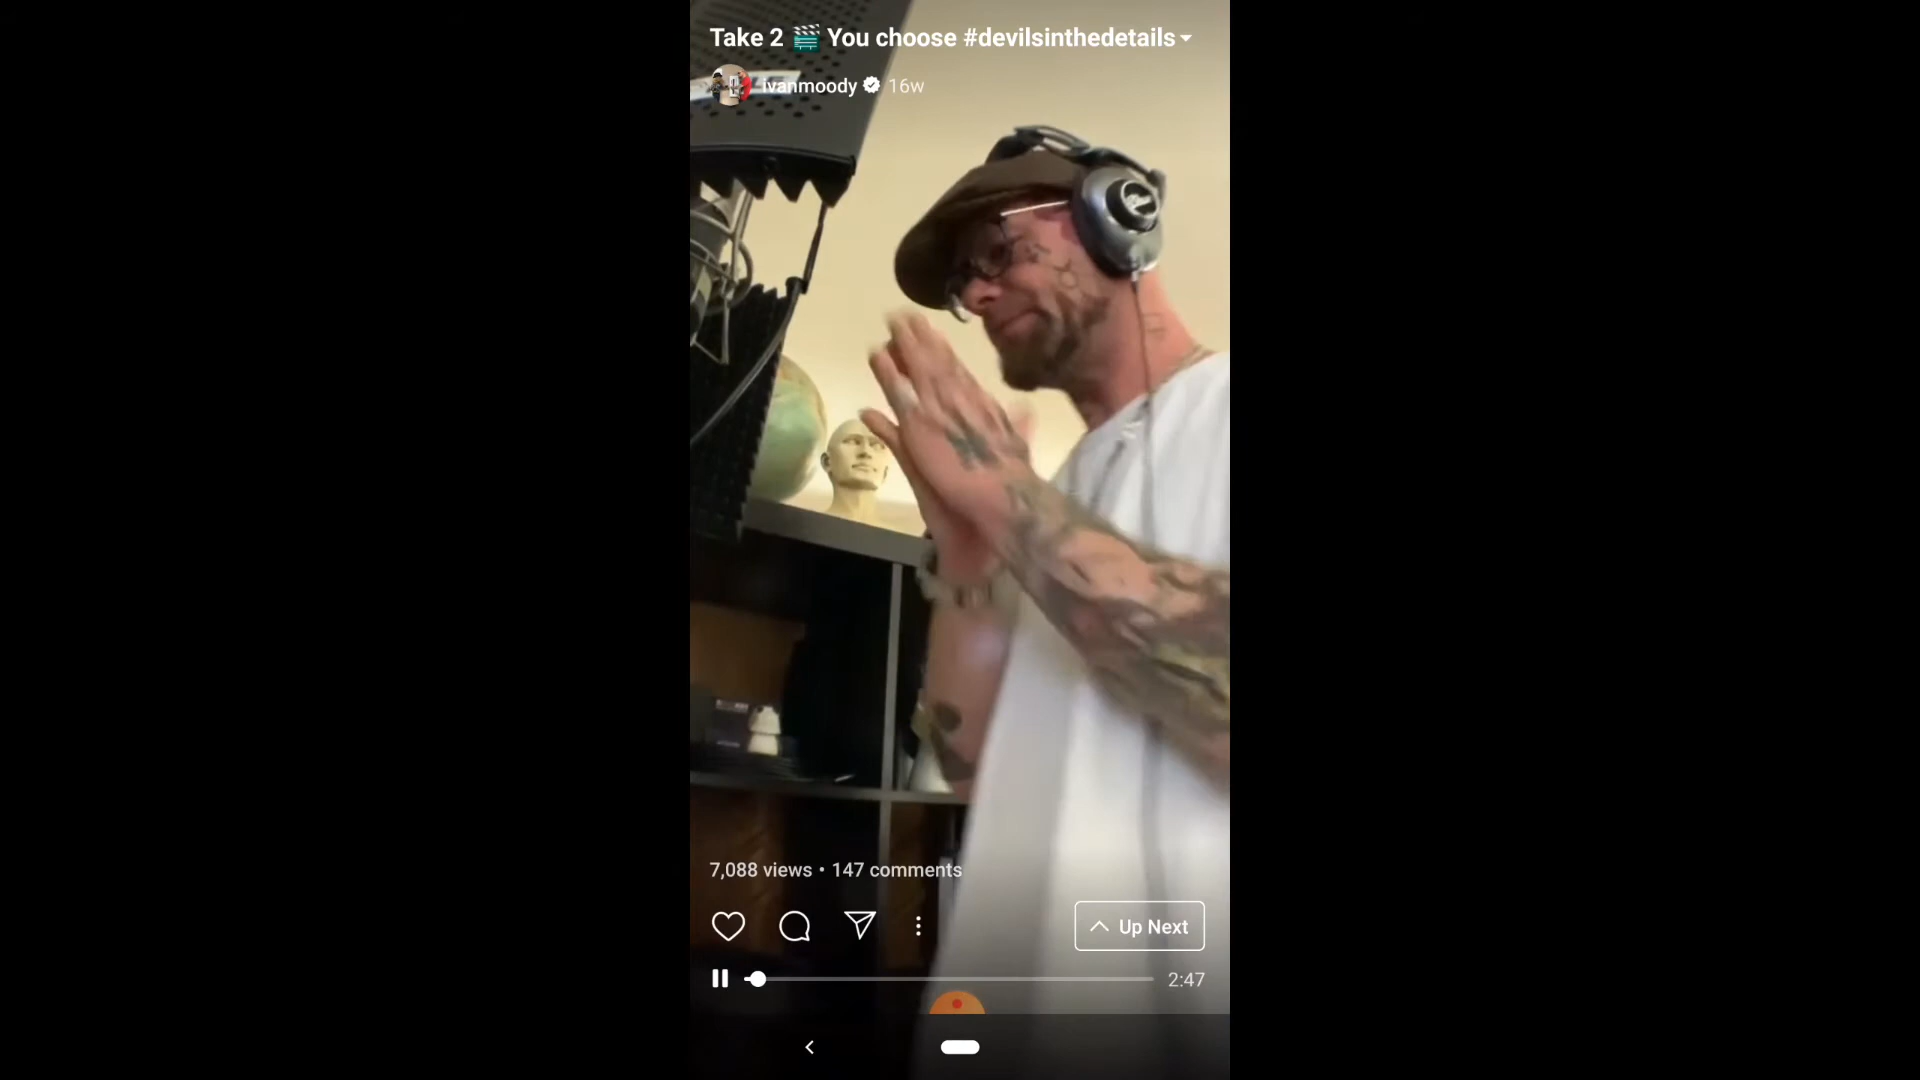 Take 2 🎬 You choose #devilsinthedetails
ivanmoody 16w
7,088 views • 147 comments
Up Next
2:47